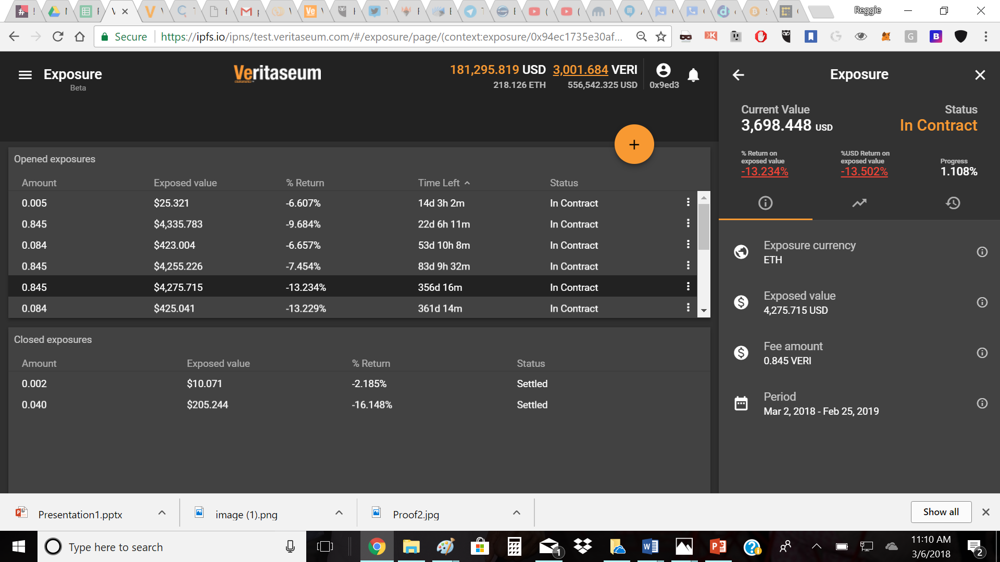 Reggie
Secure https://ipfs.io/ipns/test.veritaseum.com/#/exposure/page/(context:exposure/0x94ec1735e30af...
Exposure
Beta
Veritaseum
181,295.819 USD 3,001.684 VERI
218.126 ETH 556,542.325 USD 0x9ed3
Opened exposures
Amount Exposed value % Return Time Left Status
0.005 $25.321 -6.607% 14d 3h 2m In Contract
0.845 $4,335.783 -9.684% 22d 6h 11m In Contract
0.084 $423.004 -6.657% 53d 10h 8m In Contract
0.845 $4,255.226 -7.454% 83d 9h 32m In Contract
0.845 $4,275.715 -13.234% 356d 16m In Contract
0.084 $425.041 -13.229% 361d 14m In Contract
Closed exposures
Amount Exposed value % Return Status
0.002 $10.071 -2.185% Settled
0.040 $205.244 -16.148% Settled
Exposure
Current Value Status
3,698.448 USD In Contract
% Return on exposed value
-13.234%
%USD Return on exposed value
-13.502%
Progress
1.108%
Exposure currency
ETH
Exposed value
4,275.715 USD
Fee amount
0.845 VERI
Period
Mar 2, 2018 - Feb 25, 2019
Presentation1.pptx image (1).png Proof2.jpg Show all
Type here to search
1
11:10 AM
3/6/2018
2